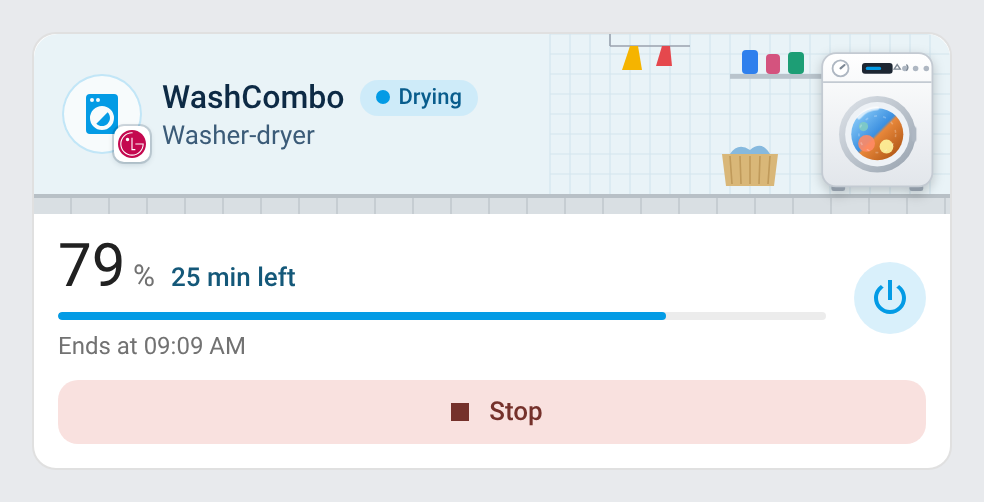 WashCombo
Drying
Washer-dryer
79 %
25 min left
Ends at 09:09 AM
Stop